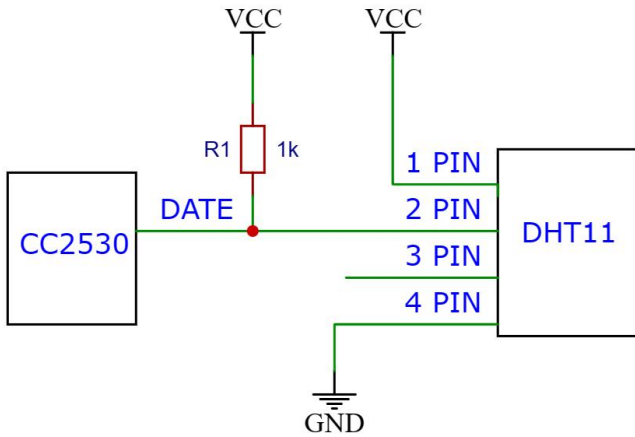 VCC
VCC
R1
1k
1 PIN
DATE
2 PIN
CC2530
DHT11
3 PIN
4 PIN
GND